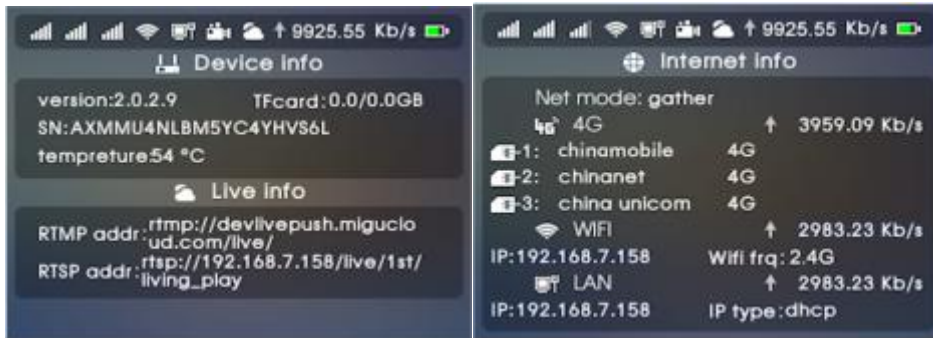 9925.55 Kb/s
Device info
version:2.0.2.9 TFcard:0.0/0.0GB
SN:AXMMU4NLBM5YC4YHVS6L
tempreture:54 °C
Live info
RTMP addr:rtmp://devlivepush.migucloud.com/live/
RTSP addr:rtsp://192.168.7.158/live/1st/living_play
9925.55 Kb/s
Internet info
Net mode: gather
4G 4G 3959.09 Kb/s
-1: chinamobile 4G
-2: chinanet 4G
-3: china unicom 4G
WIFI 2983.23 Kb/s
IP:192.168.7.158 Wifi frq:2.4G
LAN 2983.23 Kb/s
IP:192.168.7.158 IP type:dhcp